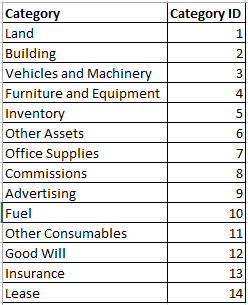 Category Category ID
Land 1
Building 2
Vehicles and Machinery 3
Furniture and Equipment 4
Inventory 5
Other Assets 6
Office Supplies 7
Commissions 8
Advertising 9
Fuel 10
Other Consumables 11
Good Will 12
Insurance 13
Lease 14